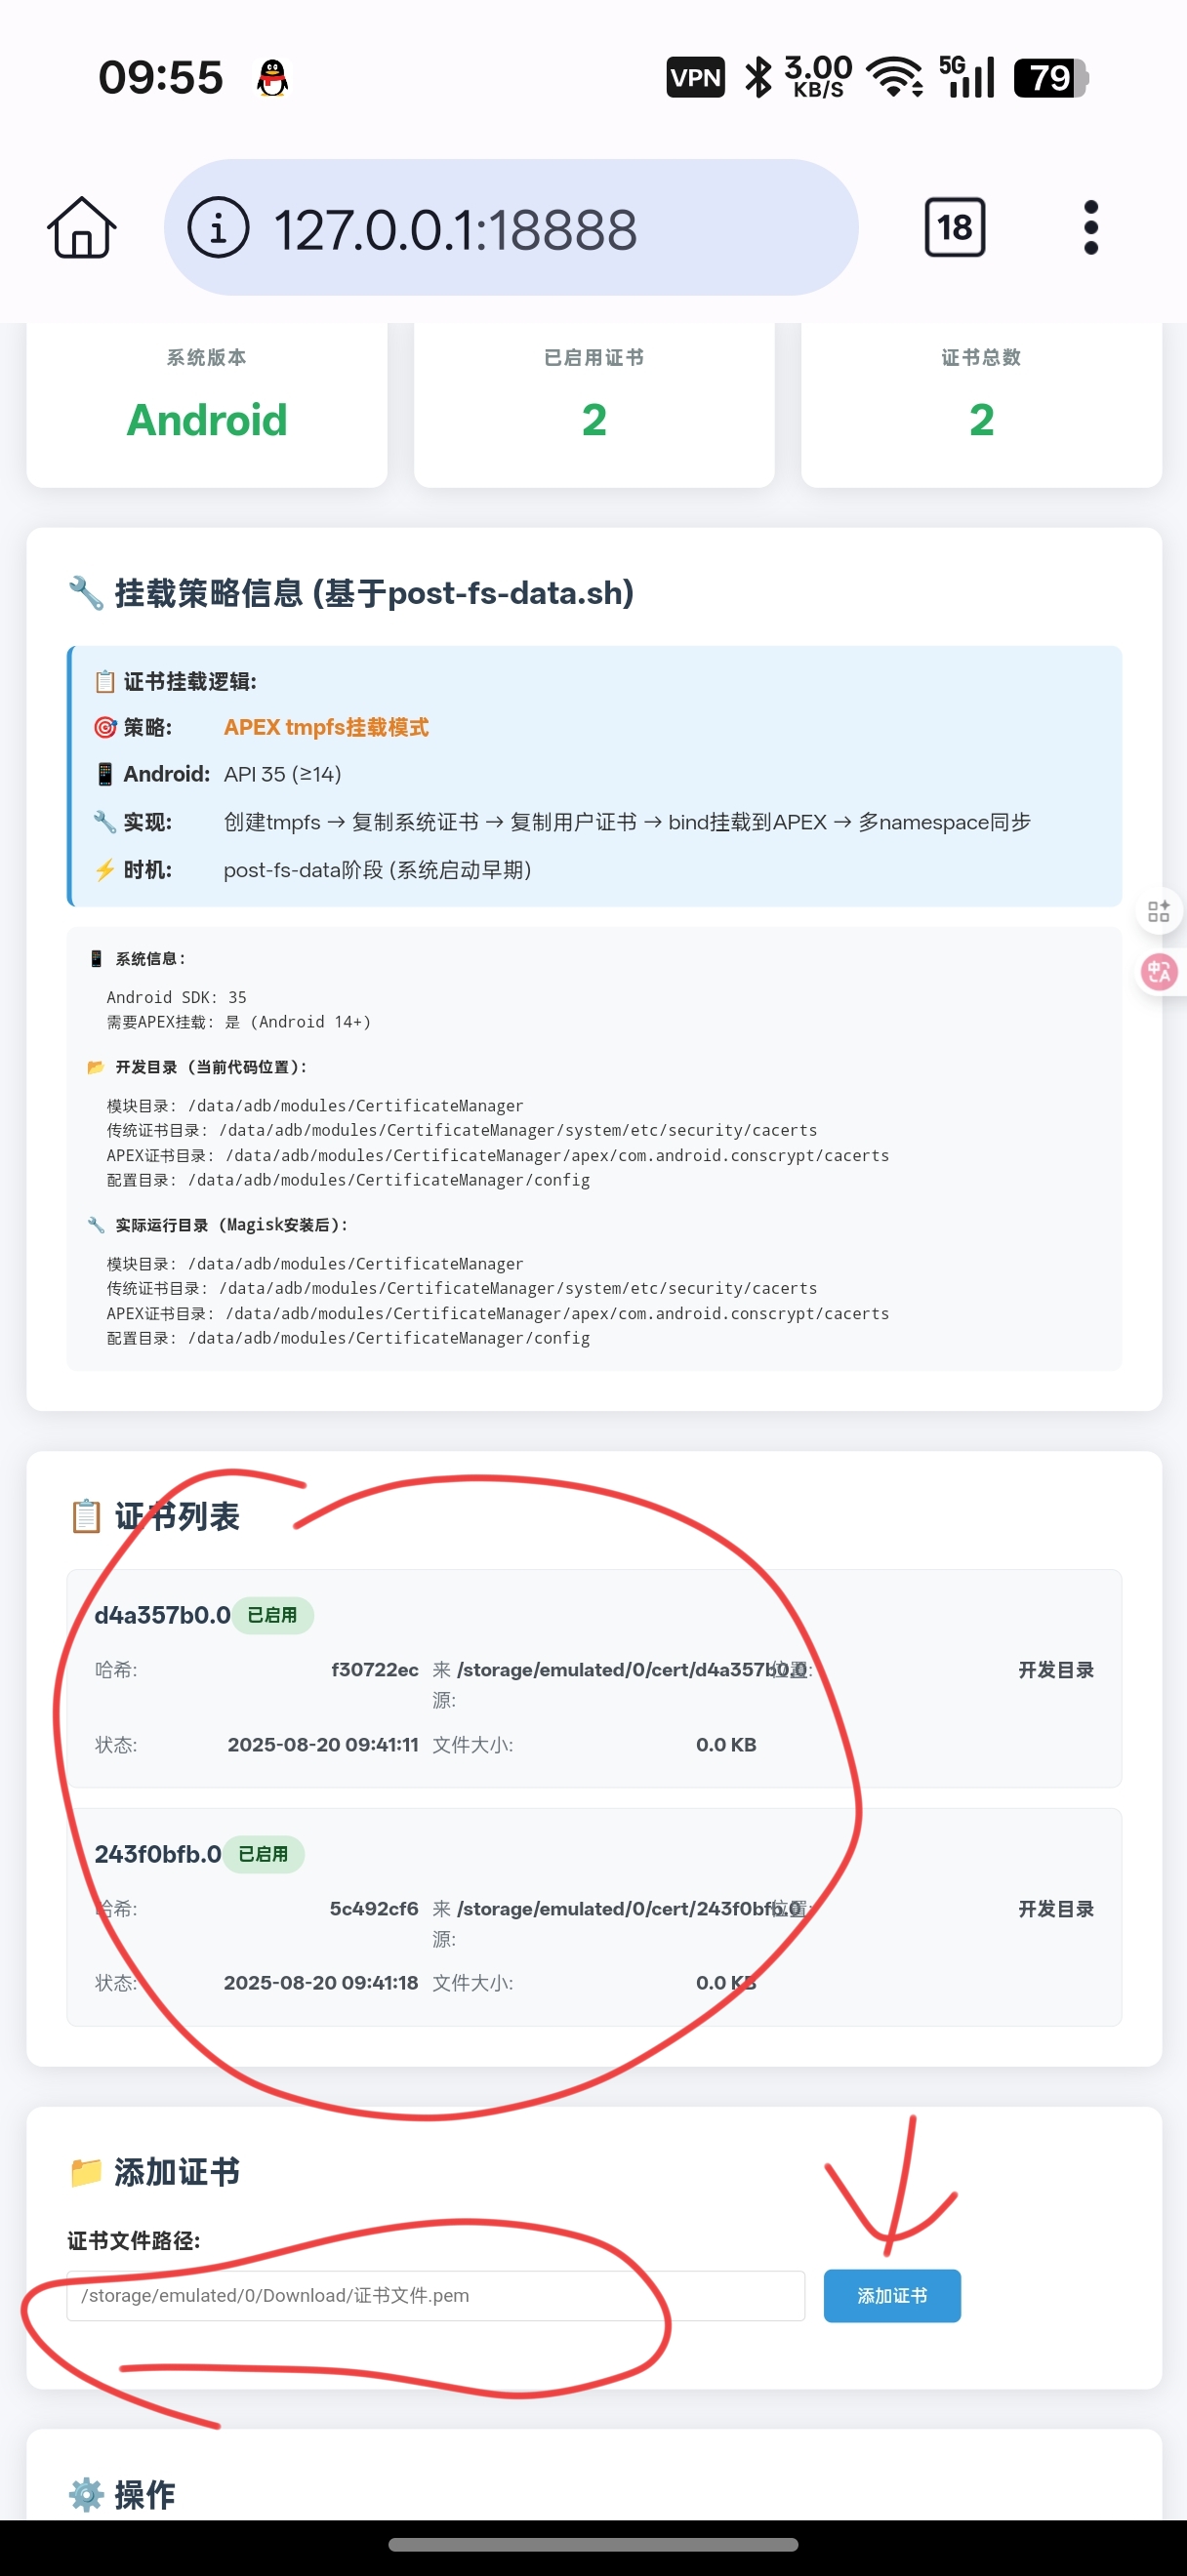 09:55
VPN
3.00
KB/S
5G
79
127.0.0.1:18888
18
系统版本
Android
已启用证书
2
证书总数
2
🔧 挂载策略信息 (基于post-fs-data.sh)
📋 证书挂载逻辑:
🎯 策略: APEX tmpfs挂载模式
📱 Android: API 35 (≥14)
🔧 实现: 创建tmpfs → 复制系统证书 → 复制用户证书 → bind挂载到APEX → 多namespace同步
⚡ 时机: post-fs-data阶段 (系统启动早期)
📱 系统信息:
Android SDK: 35
需要APEX挂载: 是 (Android 14+)
📂 开发目录 (当前代码位置):
模块目录: /data/adb/modules/CertificateManager
传统证书目录: /data/adb/modules/CertificateManager/system/etc/security/cacerts
APEX证书目录: /data/adb/modules/CertificateManager/apex/com.android.conscrypt/cacerts
配置目录: /data/adb/modules/CertificateManager/config
🔧 实际运行目录 (Magisk安装后):
模块目录: /data/adb/modules/CertificateManager
传统证书目录: /data/adb/modules/CertificateManager/system/etc/security/cacerts
APEX证书目录: /data/adb/modules/CertificateManager/apex/com.android.conscrypt/cacerts
配置目录: /data/adb/modules/CertificateManager/config
中A
📋 证书列表
d4a357b0.0 已启用
哈希: f30722ec 来源: /storage/emulated/0/cert/d4a357b0.0 位置: 开发目录
状态: 2025-08-20 09:41:11 文件大小: 0.0 KB
243f0bfb.0 已启用
哈希: 5c492cf6 来源: /storage/emulated/0/cert/243f0bfb.0 位置: 开发目录
状态: 2025-08-20 09:41:18 文件大小: 0.0 KB
📁 添加证书
证书文件路径:
/storage/emulated/0/Download/证书文件.pem
添加证书
⚙️ 操作